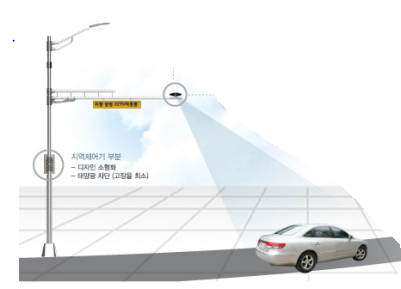 지역제어기 부분
– 디자인 소형화
– 태양광 차단 (고장율 최소)